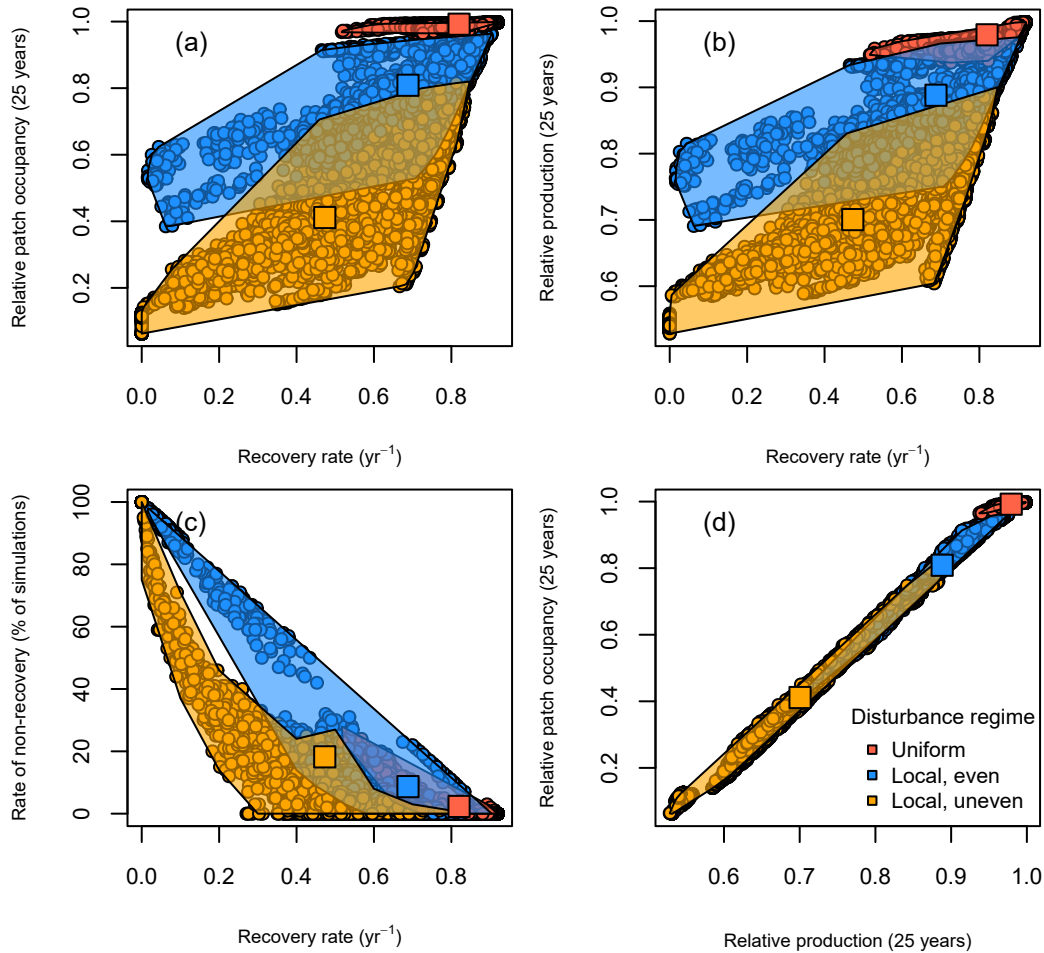 Relative patch occupancy (25 years)
1.0
0.8
0.6
0.4
0.2
(a)
0.0 0.2 0.4 0.6 0.8
Recovery rate (yr⁻¹)
Relative production (25 years)
1.0
0.9
0.8
0.7
0.6
(b)
0.0 0.2 0.4 0.6 0.8
Recovery rate (yr⁻¹)
Rate of non-recovery (% of simulations)
100
80
60
40
20
0
(c)
0.0 0.2 0.4 0.6 0.8
Recovery rate (yr⁻¹)
Relative patch occupancy (25 years)
1.0
0.8
0.6
0.4
0.2
(d)
Disturbance regime
Uniform
Local, even
Local, uneven
0.6 0.7 0.8 0.9 1.0
Relative production (25 years)